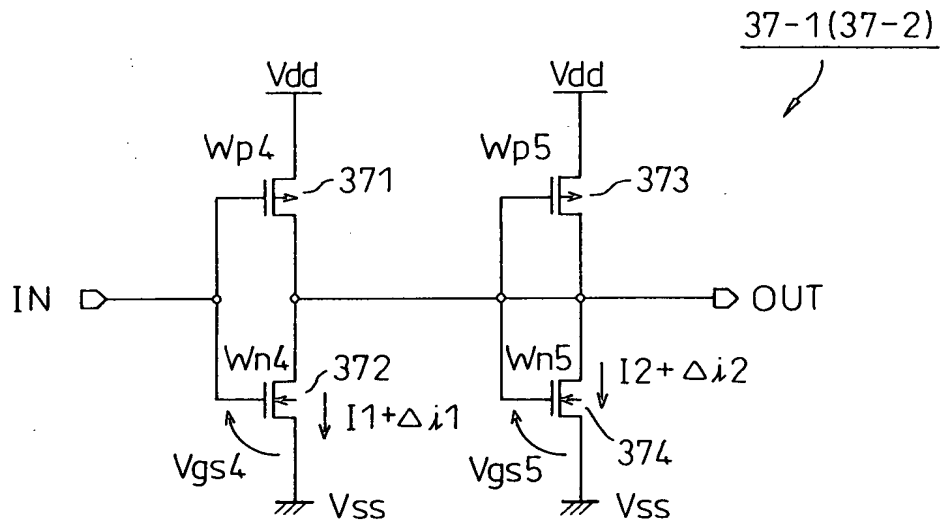 37-1(37-2)
Vdd Vdd
Wp4 Wp5
371 373
IN OUT
Wn4 Wn5
372 I2+Δi2
I1+Δi1
374
Vgs4 Vgs5
Vss Vss